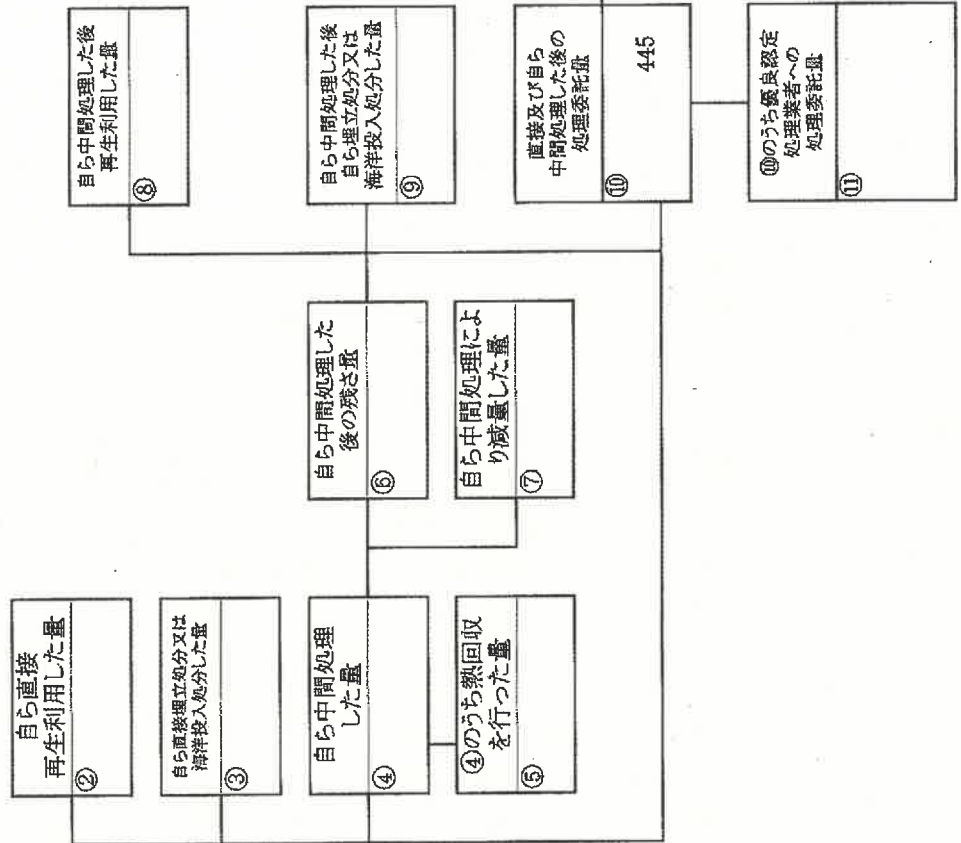 自ら直接
再生利用した量
②
自ら直接埋立処分又は
海洋投入処分した量
③
自ら中間処理
した量
④
④のうち熱回収
を行った量
⑤
自ら中間処理した
後の残さ量
⑥
自ら中間処理によ
り減量した量
⑦
自ら中間処理した後
再生利用した量
⑧
自ら中間処理した後
自ら埋立処分又は
海洋投入処分した量
⑨
直接及び自ら
中間処理した後の
処理委託量
⑩
445
⑩のうち優良認定
処理業者への
処理委託量
⑪